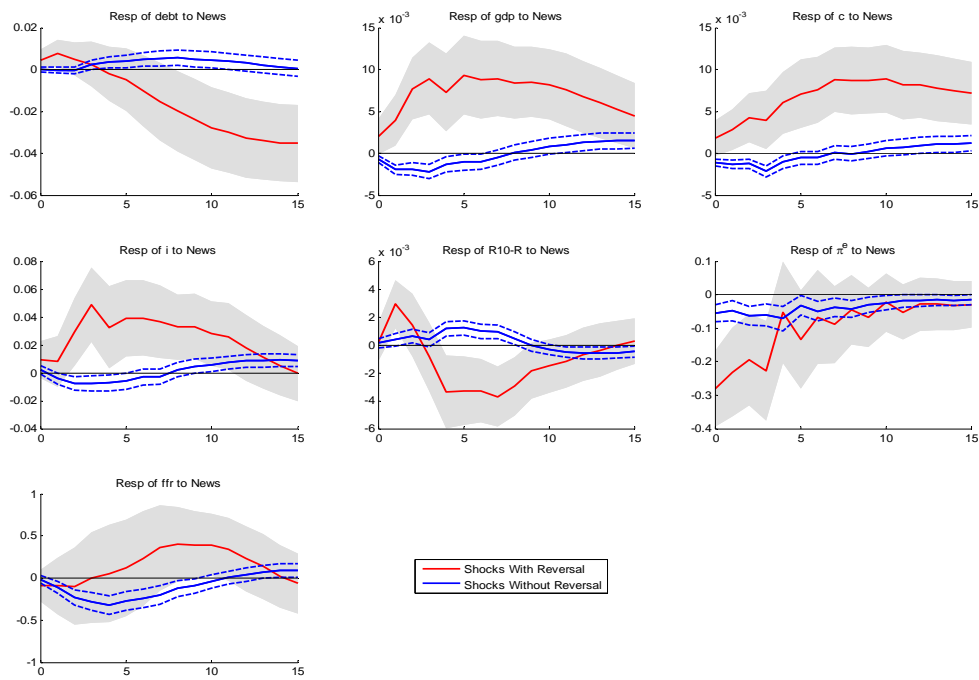 Resp of debt to News
0.02
0
-0.02
-0.04
-0.06
0 5 10 15
Resp of gdp to News
x 10⁻³
15
10
5
0
-5
0 5 10 15
Resp of c to News
x 10⁻³
15
10
5
0
-5
0 5 10 15
Resp of i to News
0.08
0.06
0.04
0.02
0
-0.02
-0.04
0 5 10 15
Resp of R10-R to News
x 10⁻³
6
4
2
0
-2
-4
-6
0 5 10 15
Resp of πᵉ to News
0.1
0
-0.1
-0.2
-0.3
-0.4
0 5 10 15
Resp of ffr to News
1
0.5
0
-0.5
-1
0 5 10 15
Shocks With Reversal
Shocks Without Reversal